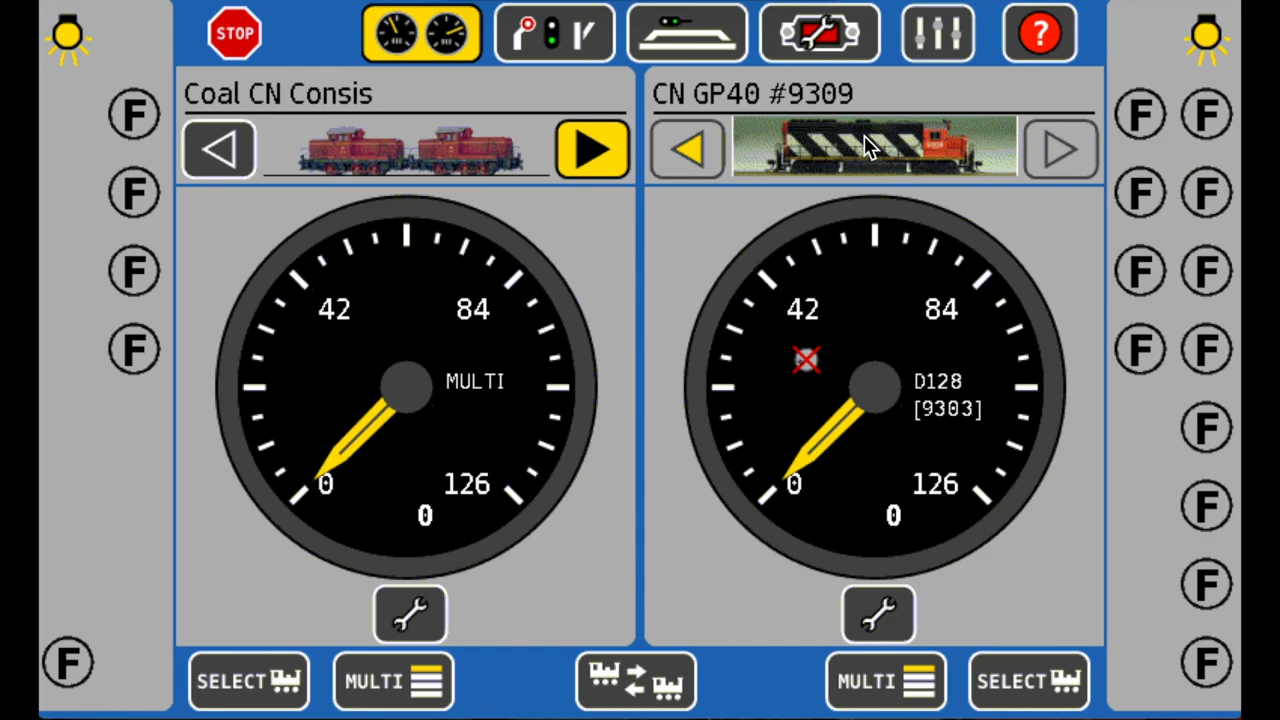 STOP
?
Coal CN Consis
CN GP40 #9309
F
F
F
F
F
42
84
MULTI
0
126
0
42
84
D128
[9303]
0
126
0
F F
F F
F F
F F
F
F
F
F
SELECT
MULTI
MULTI
SELECT